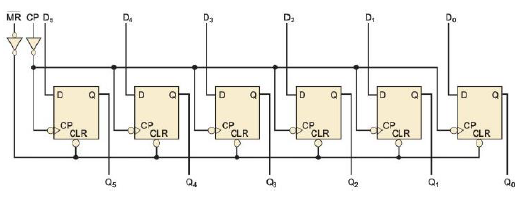 M̅R̅ CP D₅ D₄ D₃ D₂ D₁ D₀
D Q D Q D Q D Q D Q D Q
CP CP CP CP CP CP
CLR CLR CLR CLR CLR CLR
Q₅ Q₄ Q₃ Q₂ Q₁ Q₀